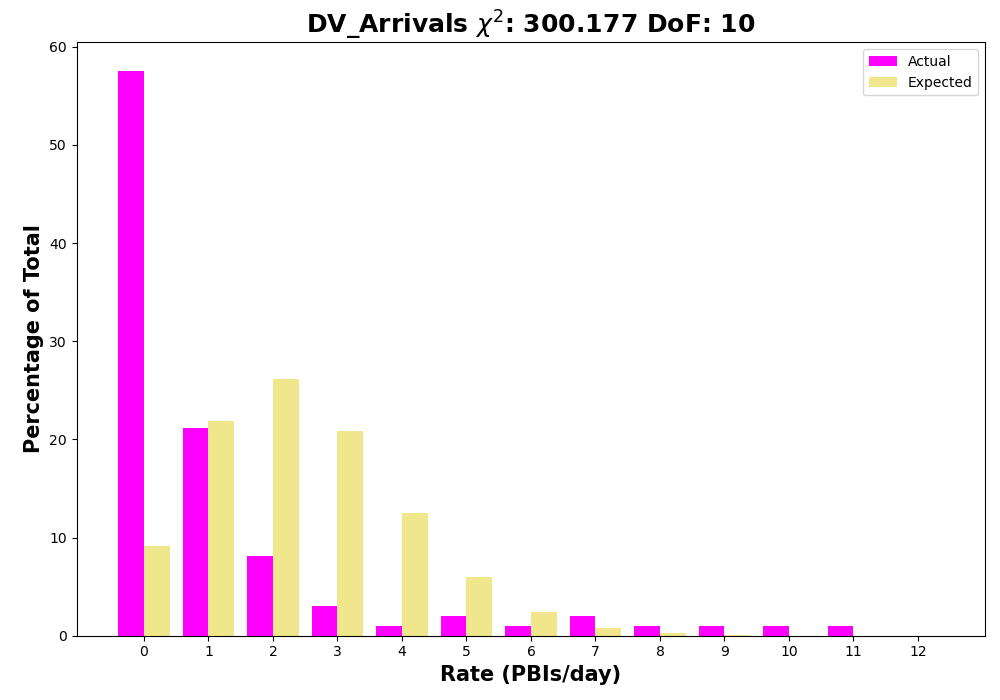 DV_Arrivals χ²: 300.177 DoF: 10
Actual
Expected
60
50
40
30
20
10
0
Percentage of Total
0 1 2 3 4 5 6 7 8 9 10 11 12
Rate (PBIs/day)